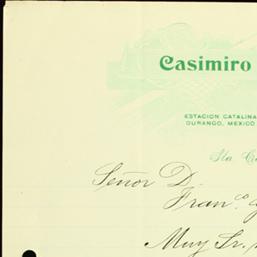 Casimiro
ESTACION CATALINA
DURANGO, MEXICO
Sta. C
Señor D.
Franco.
Muy Sr.